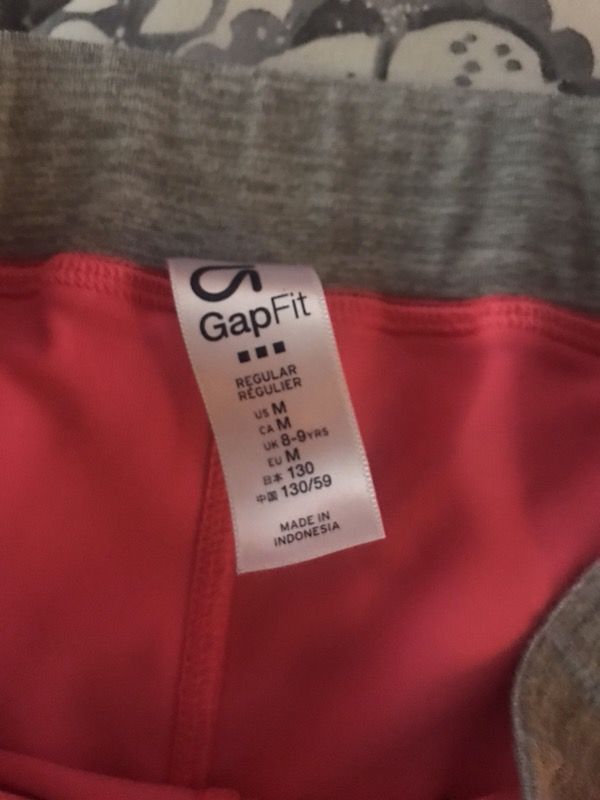 GapFit
REGULAR
RÉGULIER
US M
CA M
UK 8-9YRS
EU M
日本 130
中国 130/59
MADE IN
INDONESIA